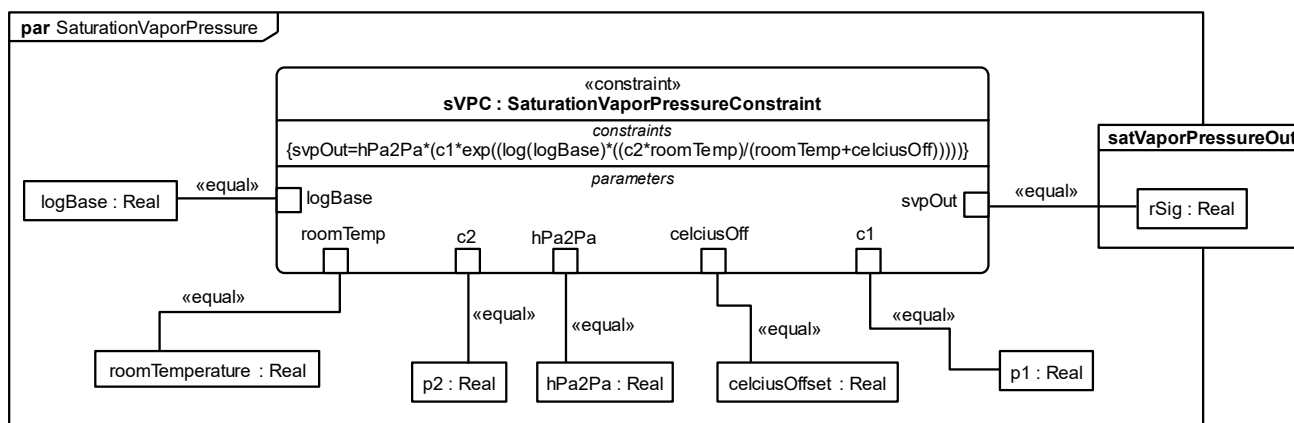 par SaturationVaporPressure
«constraint»
sVPC : SaturationVaporPressureConstraint
constraints
{svpOut=hPa2Pa*(c1*exp((log(logBase)*((c2*roomTemp)/(roomTemp+celciusOff)))))}
parameters
satVaporPressureOut
«equal»
logBase : Real
logBase
svpOut
«equal»
rSig : Real
roomTemp
c2
hPa2Pa
celciusOff
c1
«equal»
«equal»
«equal»
«equal»
«equal»
roomTemperature : Real
p2 : Real
hPa2Pa : Real
celciusOffset : Real
p1 : Real